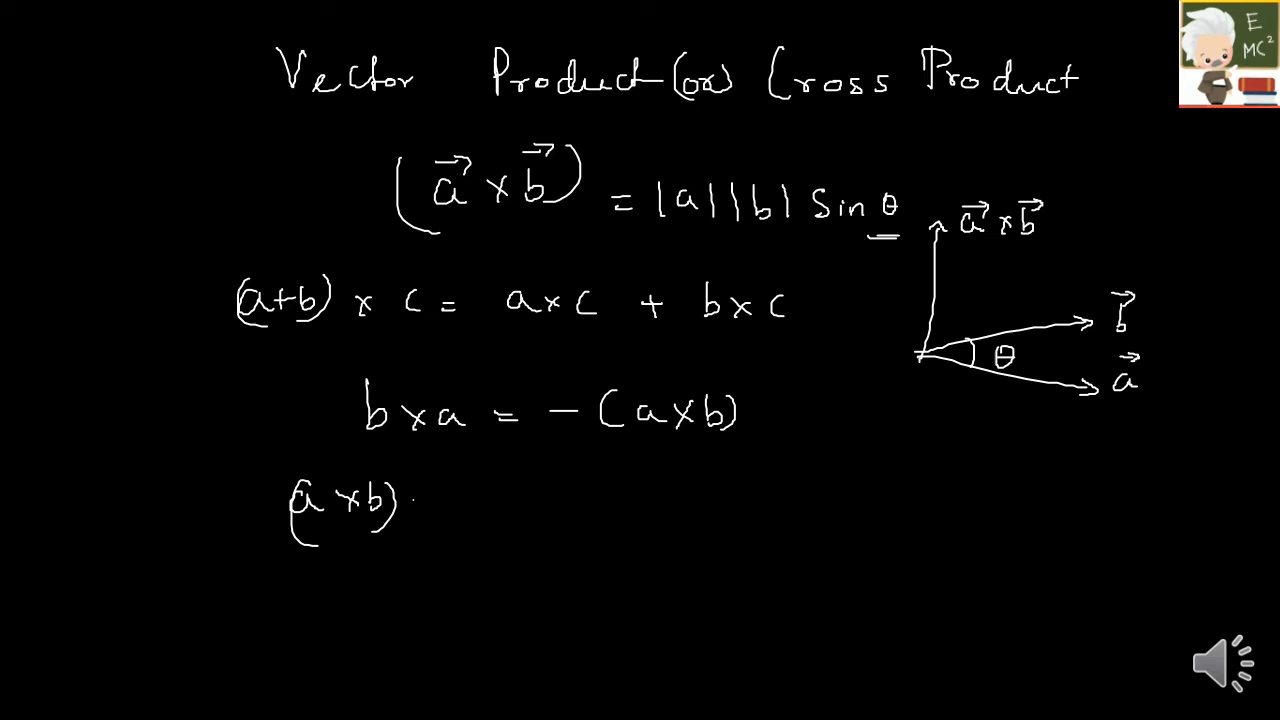 Vector Product (or) Cross Product
E
MC²
(a⃗ × b⃗) = |a||b| Sin θ
a⃗ × b⃗
(a+b) × c = a×c + b×c
b⃗
θ
a⃗
b×a = -(a×b)
(a×b) ·